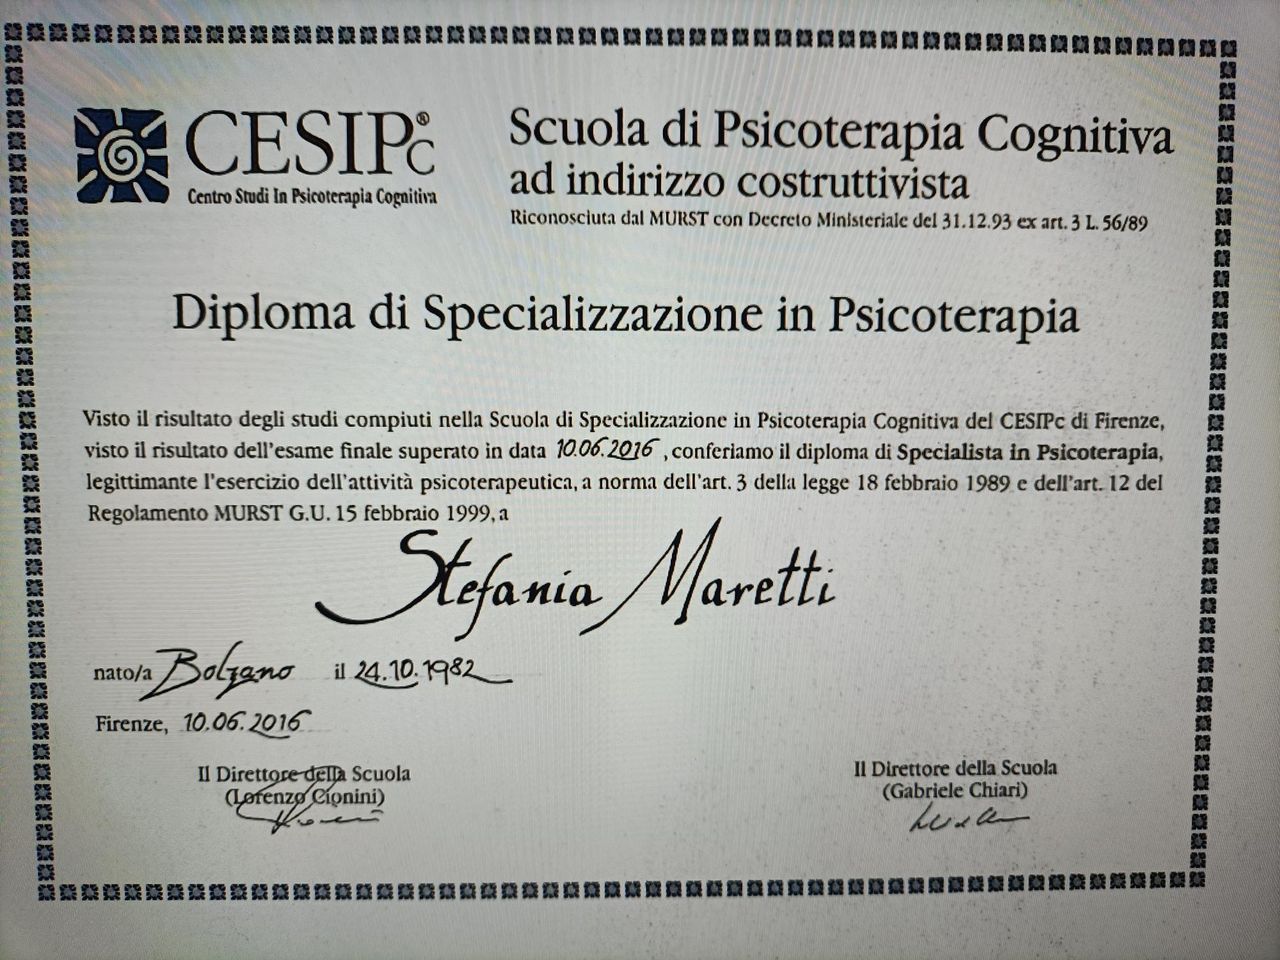 CESIPc®
Centro Studi In Psicoterapia Cognitiva
Scuola di Psicoterapia Cognitiva
ad indirizzo costruttivista
Riconosciuta dal MURST con Decreto Ministeriale del 31.12.93 ex art. 3 L. 56/89
Diploma di Specializzazione in Psicoterapia
Visto il risultato degli studi compiuti nella Scuola di Specializzazione in Psicoterapia Cognitiva del CESIPc di Firenze,
visto il risultato dell'esame finale superato in data 10.06.2016, conferiamo il diploma di Specialista in Psicoterapia,
legittimante l'esercizio dell'attività psicoterapeutica, a norma dell'art. 3 della legge 18 febbraio 1989 e dell'art. 12 del
Regolamento MURST G.U. 15 febbraio 1999, a
Stefania Maretti
nato/a Bolzano il 24.10.1982
Firenze, 10.06.2016
Il Direttore della Scuola
(Lorenzo Cionini)
Il Direttore della Scuola
(Gabriele Chiari)